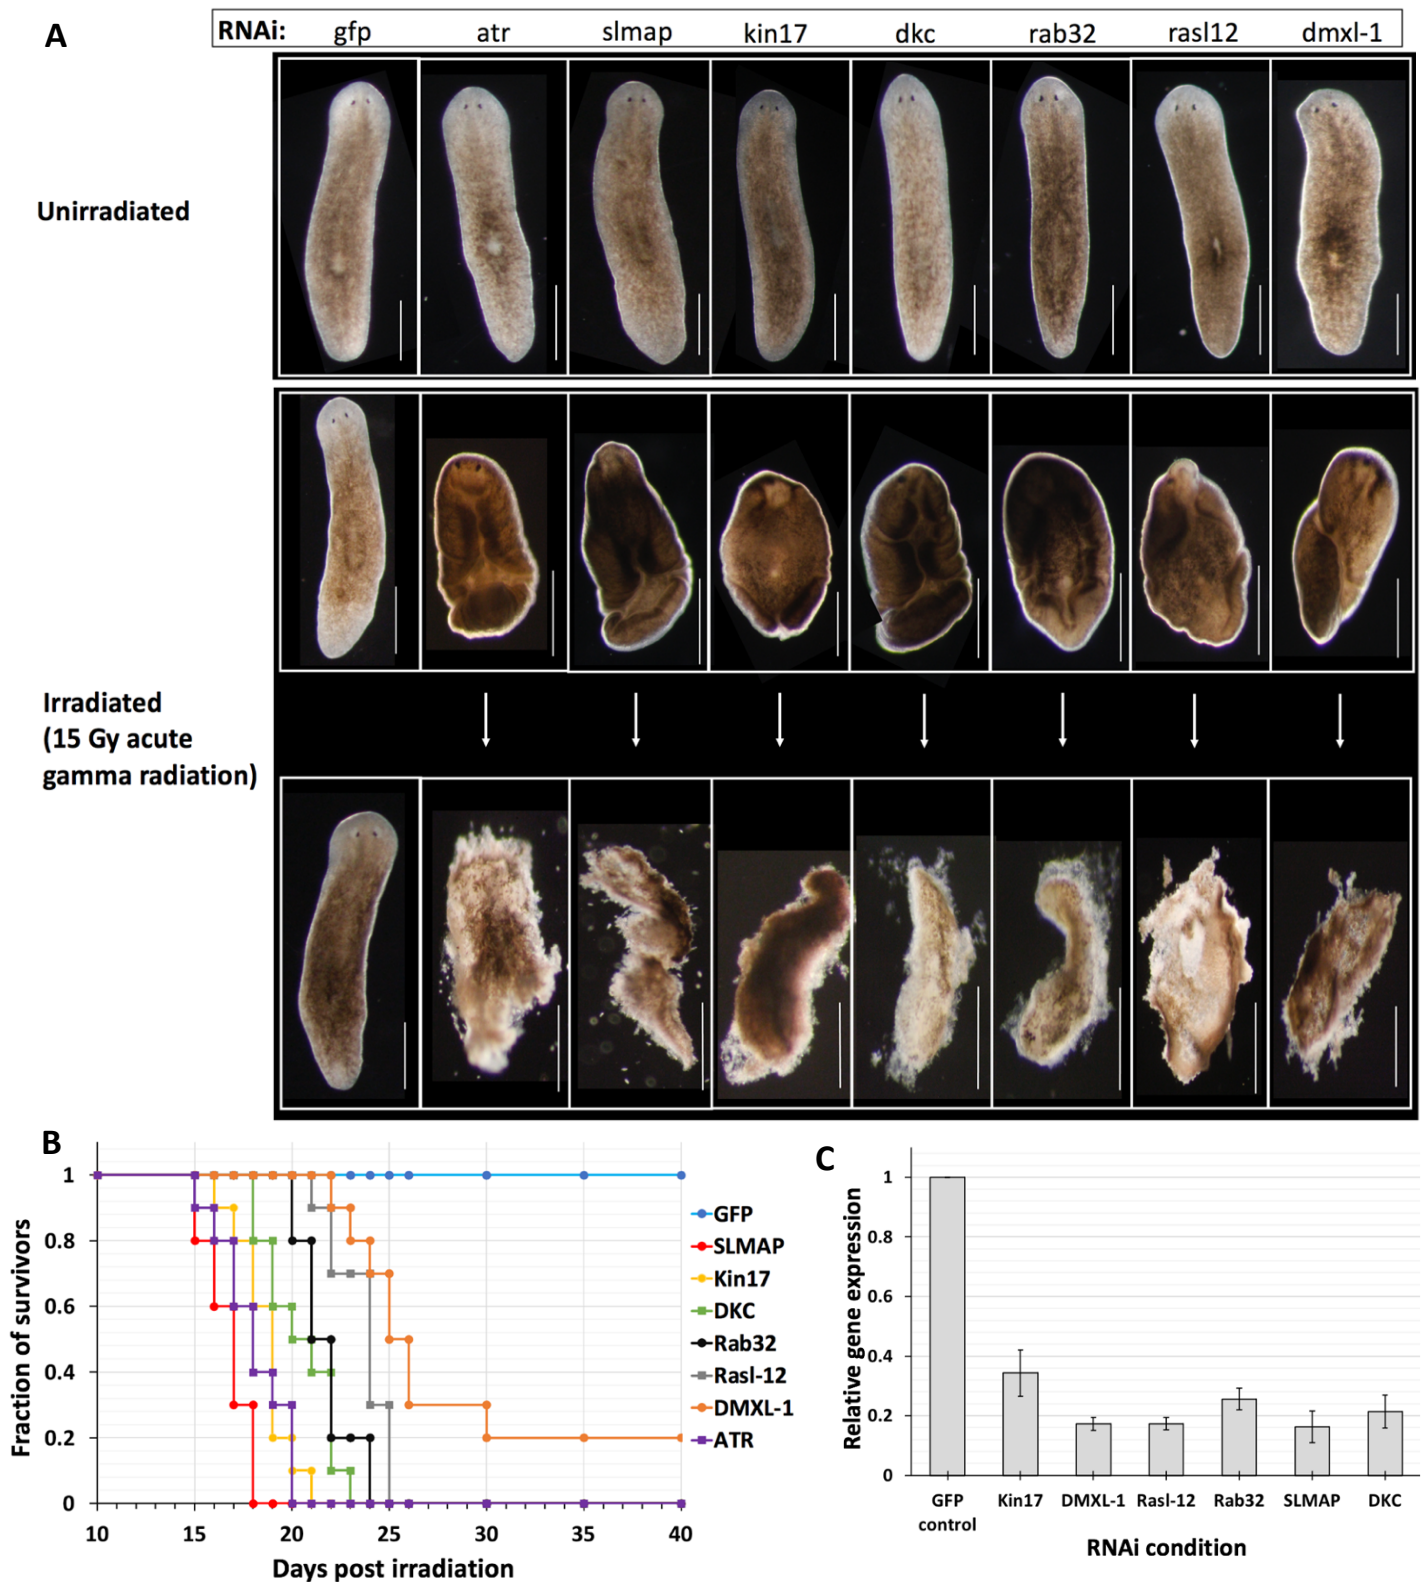 A
RNAi: gfp atr slmap kin17 dkc rab32 rasl12 dmxl-1
Unirradiated
Irradiated
(15 Gy acute
gamma radiation)
B
Fraction of survivors
1
0.8
0.6
0.4
0.2
0
10 15 20 25 30 35 40
Days post irradiation
GFP
SLMAP
Kin17
DKC
Rab32
Rasl-12
DMXL-1
ATR
C
Relative gene expression
1
0.8
0.6
0.4
0.2
0
GFP control Kin17 DMXL-1 Rasl-12 Rab32 SLMAP DKC
RNAi condition